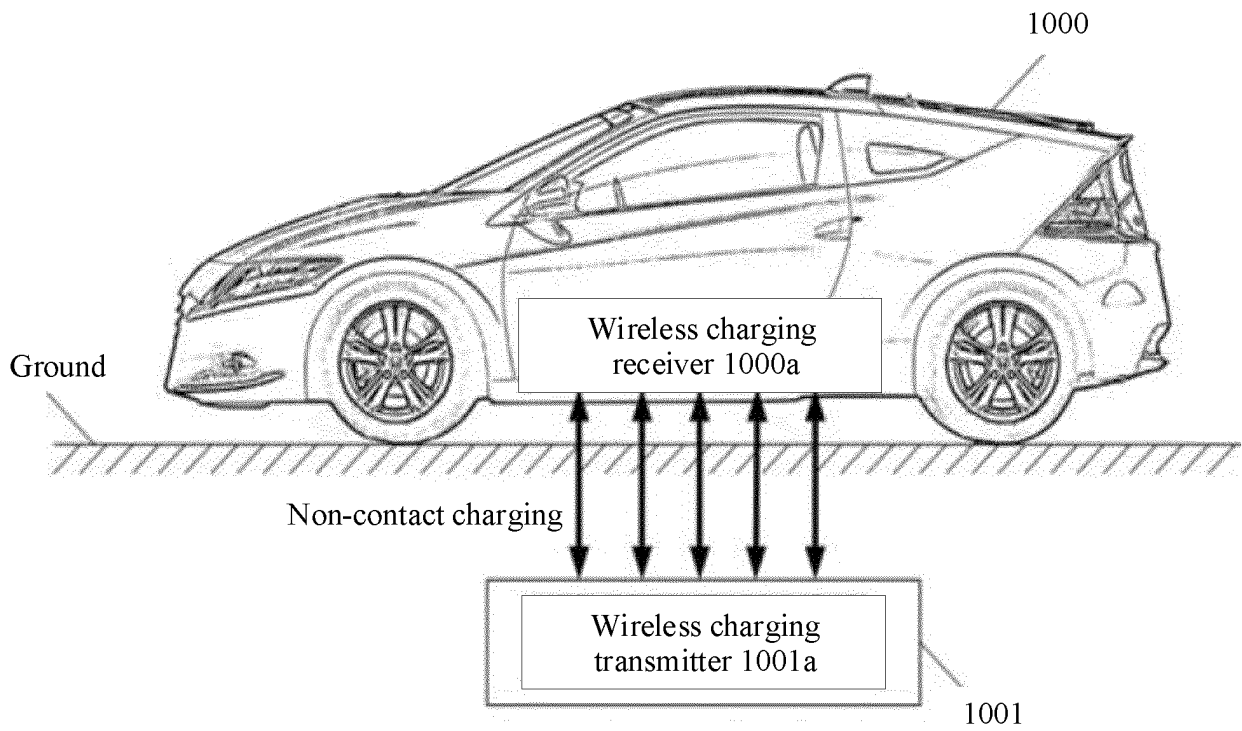 1000
Wireless charging
receiver 1000a
Ground
Non-contact charging
Wireless charging
transmitter 1001a
1001